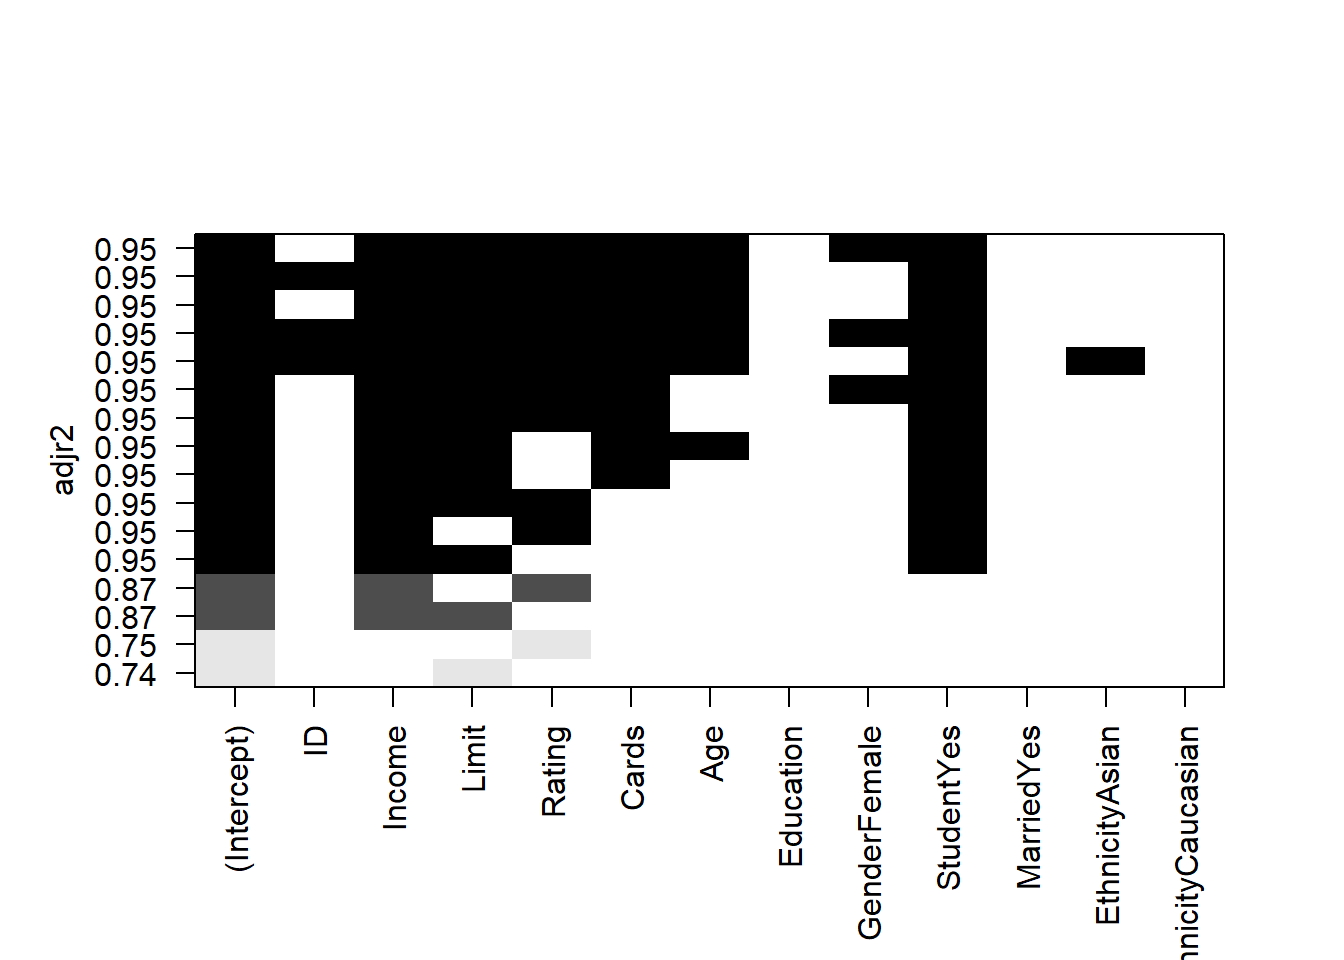 adjr2
0.95
0.95
0.95
0.95
0.95
0.95
0.95
0.95
0.95
0.95
0.95
0.95
0.87
0.87
0.75
0.74
(Intercept)
ID
Income
Limit
Rating
Cards
Age
Education
GenderFemale
StudentYes
MarriedYes
EthnicityAsian
nnicityCaucasian